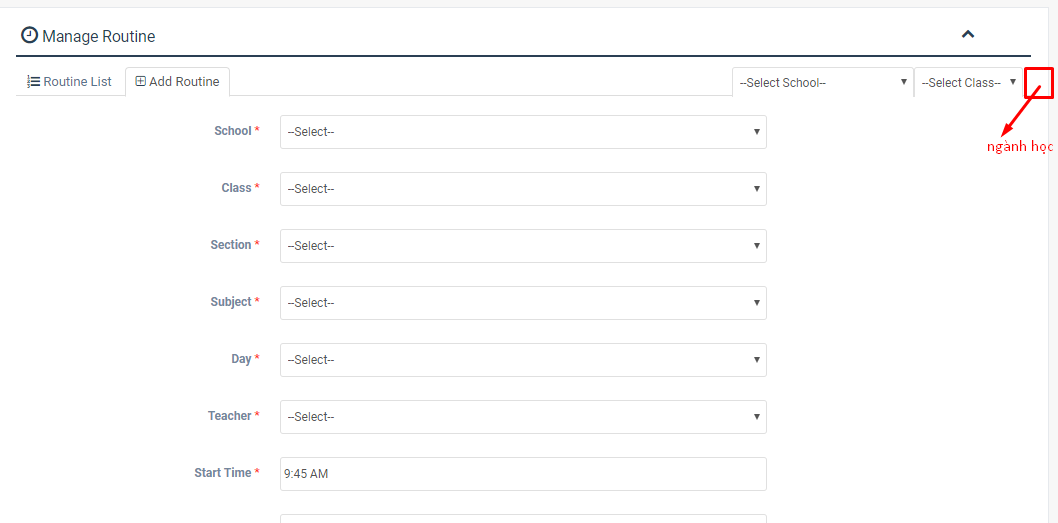 Manage Routine
Routine List
Add Routine
--Select School--
--Select Class--
ngành học
School *
--Select--
Class *
--Select--
Section *
--Select--
Subject *
--Select--
Day *
--Select--
Teacher *
--Select--
Start Time *
9:45 AM